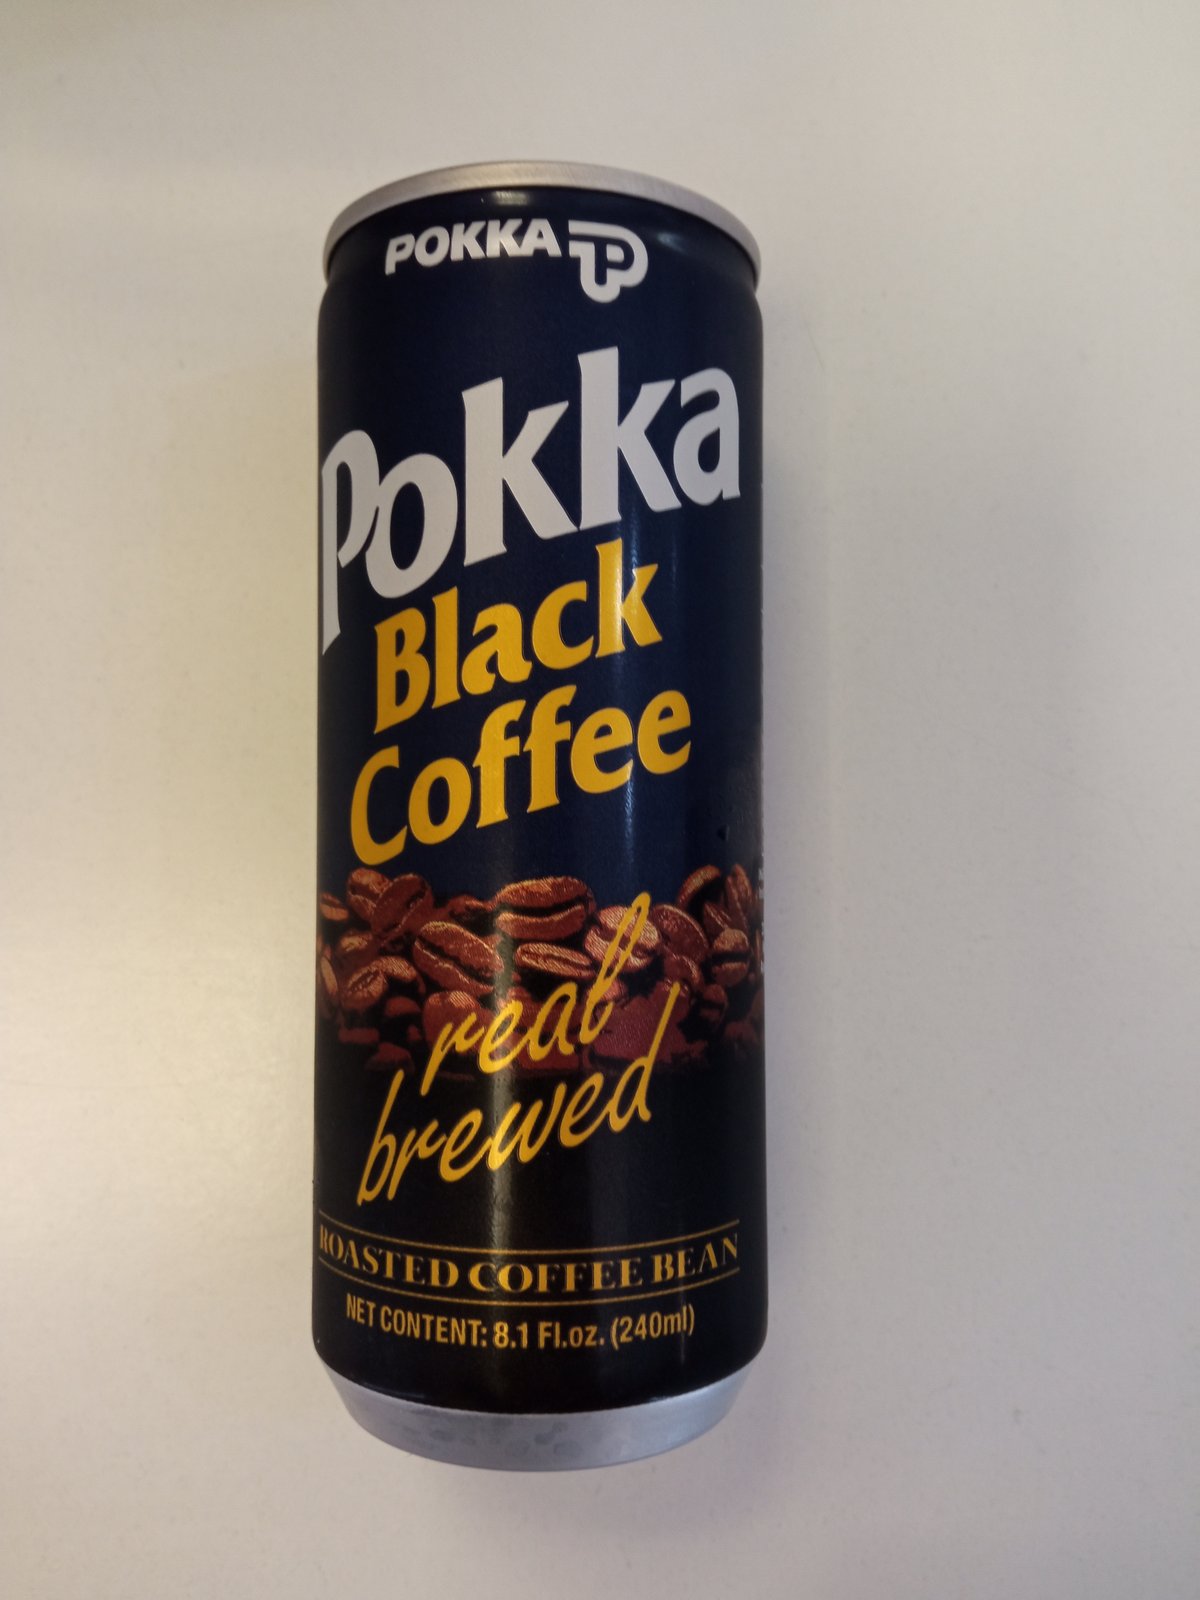 POKKA
Pokka
Black
Coffee
real
brewed
ROASTED COFFEE BEAN
NET CONTENT: 8.1 Fl.oz. (240ml)